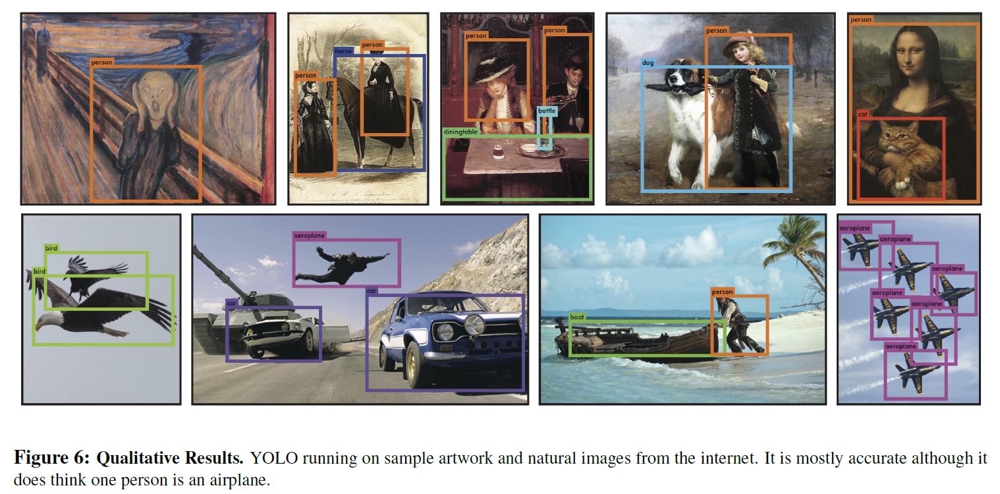 person
person
horse
person
person
person
bottle
diningtable
person
dog
person
cat
bird
bird
aeroplane
car
car
person
boat
aeroplane
aeroplane
aeroplane
aeroplane
aeroplane
aeroplane
Figure 6: Qualitative Results. YOLO running on sample artwork and natural images from the internet. It is mostly accurate although it
does think one person is an airplane.